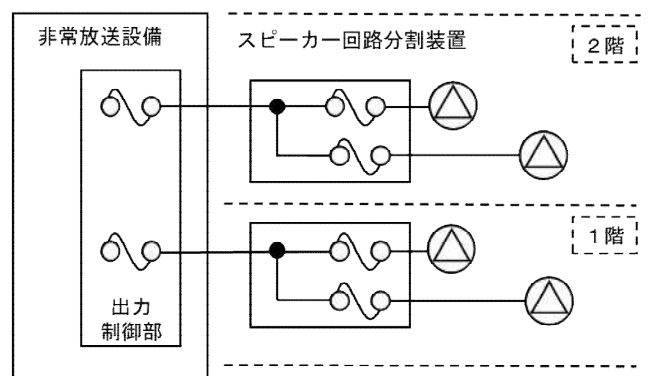 非常放送設備
スピーカー回路分割装置
2階
1階
出力
制御部